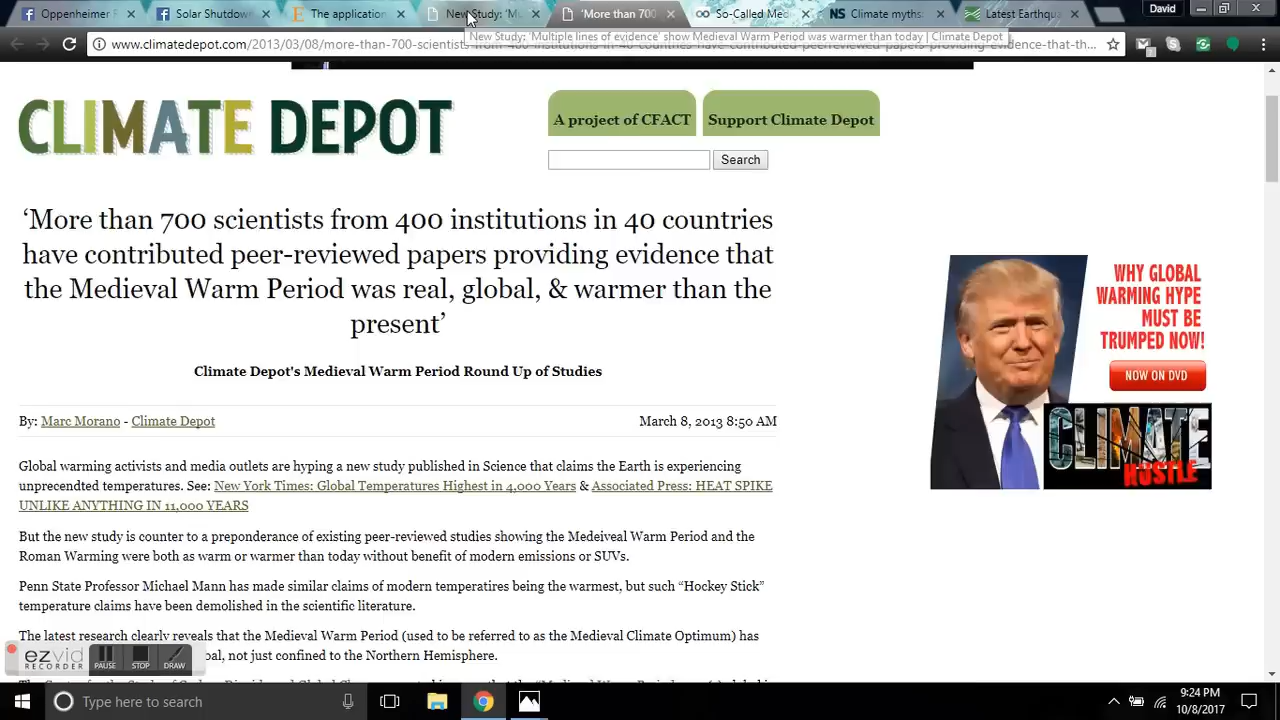 Oppenheimer F
Solar Shutdow
The application
New Study: 'Mu
'More than 700
So-Called Med
Climate myths:
Latest Earthqua
David
New Study: 'Multiple lines of evidence' show Medieval Warm Period was warmer than today | Climate Depot
www.climatedepot.com/2013/03/08/more-than-700-scientists-from-400-institutions-in-40-countries-have-contributed-peerreviewed-papers-providing-evidence-that-th...
CLIMATE DEPOT
A project of CFACT
Support Climate Depot
Search
‘More than 700 scientists from 400 institutions in 40 countries
have contributed peer-reviewed papers providing evidence that
the Medieval Warm Period was real, global, & warmer than the
present’
Climate Depot's Medieval Warm Period Round Up of Studies
By: Marc Morano - Climate Depot
March 8, 2013 8:50 AM
WHY GLOBAL
WARMING HYPE
MUST BE
TRUMPED NOW!
NOW ON DVD
CLIMATE
HUSTLE
Global warming activists and media outlets are hyping a new study published in Science that claims the Earth is experiencing
unprecendted temperatures. See: New York Times: Global Temperatures Highest in 4,000 Years & Associated Press: HEAT SPIKE
UNLIKE ANYTHING IN 11,000 YEARS
But the new study is counter to a preponderance of existing peer-reviewed studies showing the Medeiveal Warm Period and the
Roman Warming were both as warm or warmer than today without benefit of modern emissions or SUVs.
Penn State Professor Michael Mann has made similar claims of modern temperatires being the warmest, but such “Hockey Stick”
temperature claims have been demolished in the scientific literature.
The latest research clearly reveals that the Medieval Warm Period (used to be referred to as the Medieval Climate Optimum) has
obal, not just confined to the Northern Hemisphere.
ezvid
RECORDER
PAUSE
STOP
DRAW
Type here to search
9:24 PM
10/8/2017